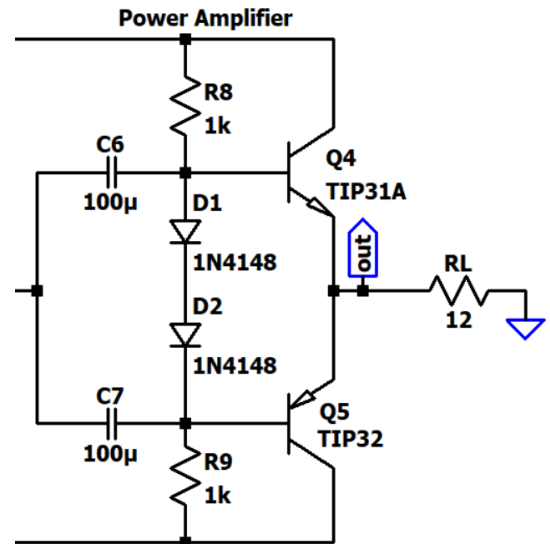 Power Amplifier
R8
1k
C6
100µ
Q4
TIP31A
D1
1N4148
out
RL
12
D2
1N4148
C7
100µ
Q5
TIP32
R9
1k